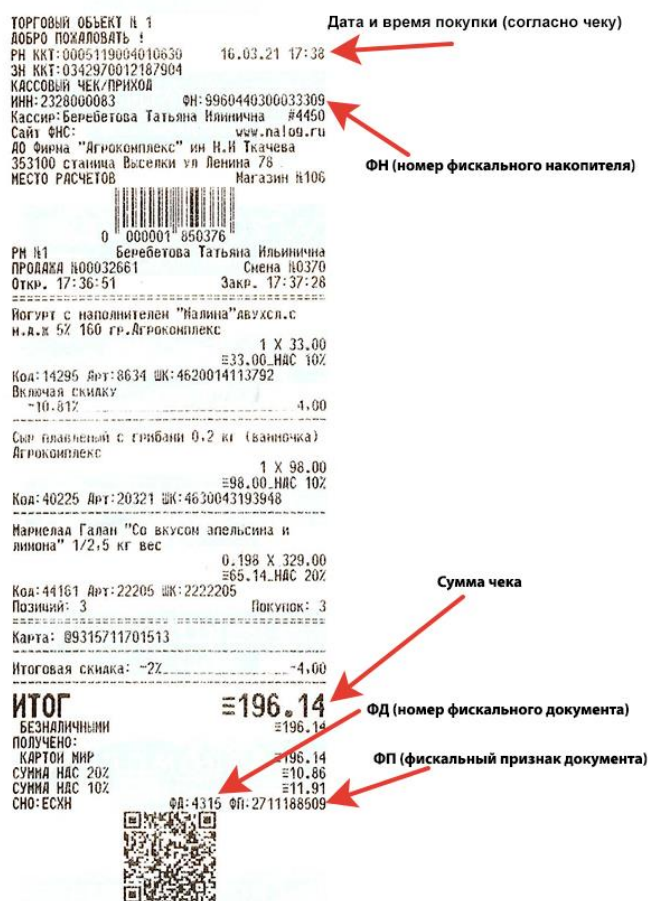 ТОРГОВЫЙ ОБЪЕКТ № 1
ДОБРО ПОЖАЛОВАТЬ !
Дата и время покупки (согласно чеку)
РН ККТ:0005119004010630 16.03.21 17:38
ЗН ККТ:0342970012187904
КАССОВЫЙ ЧЕК/ПРИХОД
ИНН:2328000083 ФН:9960440300033309
Кассир:Беребетова Татьяна Илинична #4450
Сайт ФНС: www.nalog.ru
АО Фирма "Агрокомплекс" им Н.И Ткачева
ФН (номер фискального накопителя)
353100 станица Выселки ул Ленина 78
МЕСТО РАСЧЕТОВ Магазин №106
0 000001 850376
РМ №1 Беребетова Татьяна Ильинична
ПРОДАЖА №00032661 Смена №0370
Откр. 17:36:51 Закр. 17:37:28
Йогурт с наполнителем "Малина"двухсл.с
м.д.ж 5% 160 гр.Агрокомплекс
1 X 33.00
≡33.00_НДС 10%
Код:14295 Арт:8634 ШК:4620014113792
Включая скидку
~10.81% 4.00
Сыр плавленый с грибами 0.2 кг (ванночка)
Агрокомплекс
1 X 98.00
≡98.00_НДС 10%
Код:40225 Арт:20321 ШК:4630043193948
Мармелад Галан "Со вкусом апельсина и
лимона" 1/2,5 кг вес
0.198 X 329.00
≡65.14_НДС 20%
Код:44161 Арт:22205 ШК:2222205
Сумма чека
Позиций: 3 Покупок: 3
Карта: @9315711701513
Итоговая скидка: ~2% ~4.00
ИТОГ ≡196.14
ФД (номер фискального документа)
БЕЗНАЛИЧНЫМИ ≡196.14
ПОЛУЧЕНО:
КАРТОЙ МИР ≡196.14
ФП (фискальный признак документа)
СУММА НДС 20% ≡10.86
СУММА НДС 10% ≡11.91
СНО:ЕСХН ФД:4315 ФП:2711188509